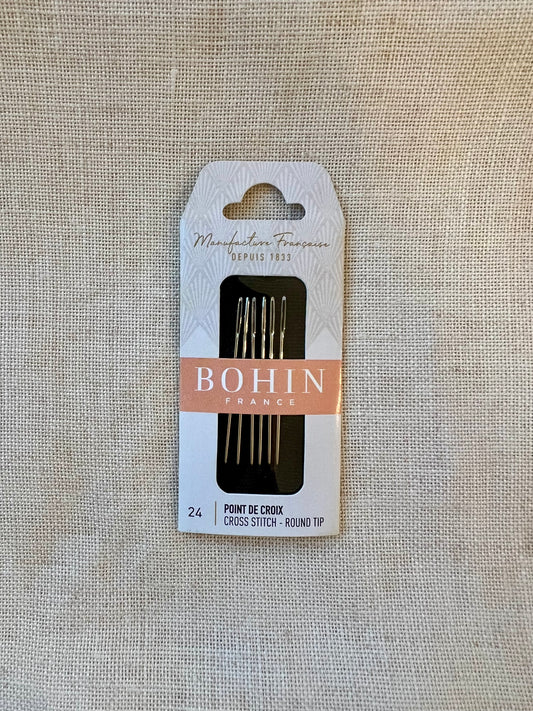 Manufacture Française
DEPUIS 1833
BOHIN
FRANCE
24
POINT DE CROIX
CROSS STITCH - ROUND TIP